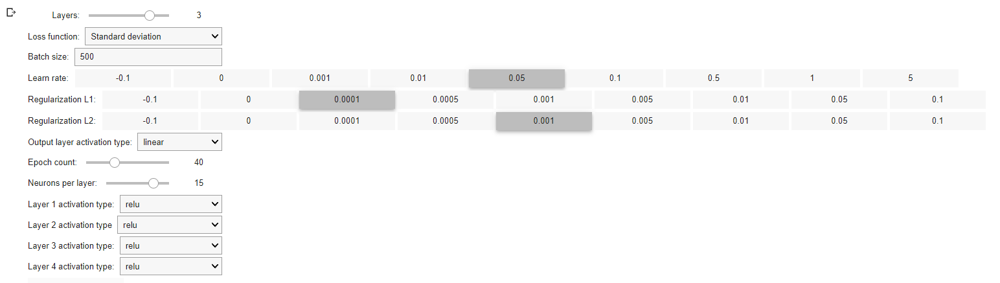 Layers: 3
Loss function: Standard deviation
Batch size: 500
Learn rate: -0.1 0 0.001 0.01 0.05 0.1 0.5 1 5
Regularization L1: -0.1 0 0.0001 0.0005 0.001 0.005 0.01 0.05 0.1
Regularization L2: -0.1 0 0.0001 0.0005 0.001 0.005 0.01 0.05 0.1
Output layer activation type: linear
Epoch count: 40
Neurons per layer: 15
Layer 1 activation type: relu
Layer 2 activation type relu
Layer 3 activation type: relu
Layer 4 activation type: relu